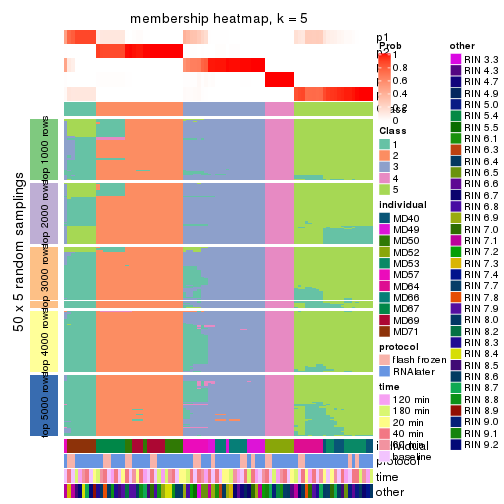 membership heatmap, k = 5
p1
50 x 5 random samplings
top 1000 rows
top 2000 rows
top 3000 rows
top 4000 rows
top 5000 rows
protocol
time
other
Prob
1
0.8
0.6
0.4
0.2
0
Class
1
2
3
4
5
individual
MD40
MD49
MD50
MD52
MD53
MD57
MD64
MD66
MD67
MD69
MD71
protocol
flash frozen
RNAlater
time
120 min
180 min
20 min
40 min
baseline
other
RIN 3.3
RIN 4.3
RIN 4.7
RIN 4.9
RIN 5.0
RIN 5.4
RIN 5.5
RIN 6.1
RIN 6.3
RIN 6.4
RIN 6.5
RIN 6.6
RIN 6.7
RIN 6.8
RIN 6.9
RIN 7.0
RIN 7.1
RIN 7.2
RIN 7.3
RIN 7.4
RIN 7.7
RIN 7.8
RIN 7.9
RIN 8.0
RIN 8.2
RIN 8.3
RIN 8.4
RIN 8.5
RIN 8.6
RIN 8.7
RIN 8.8
RIN 8.9
RIN 9.0
RIN 9.1
RIN 9.2